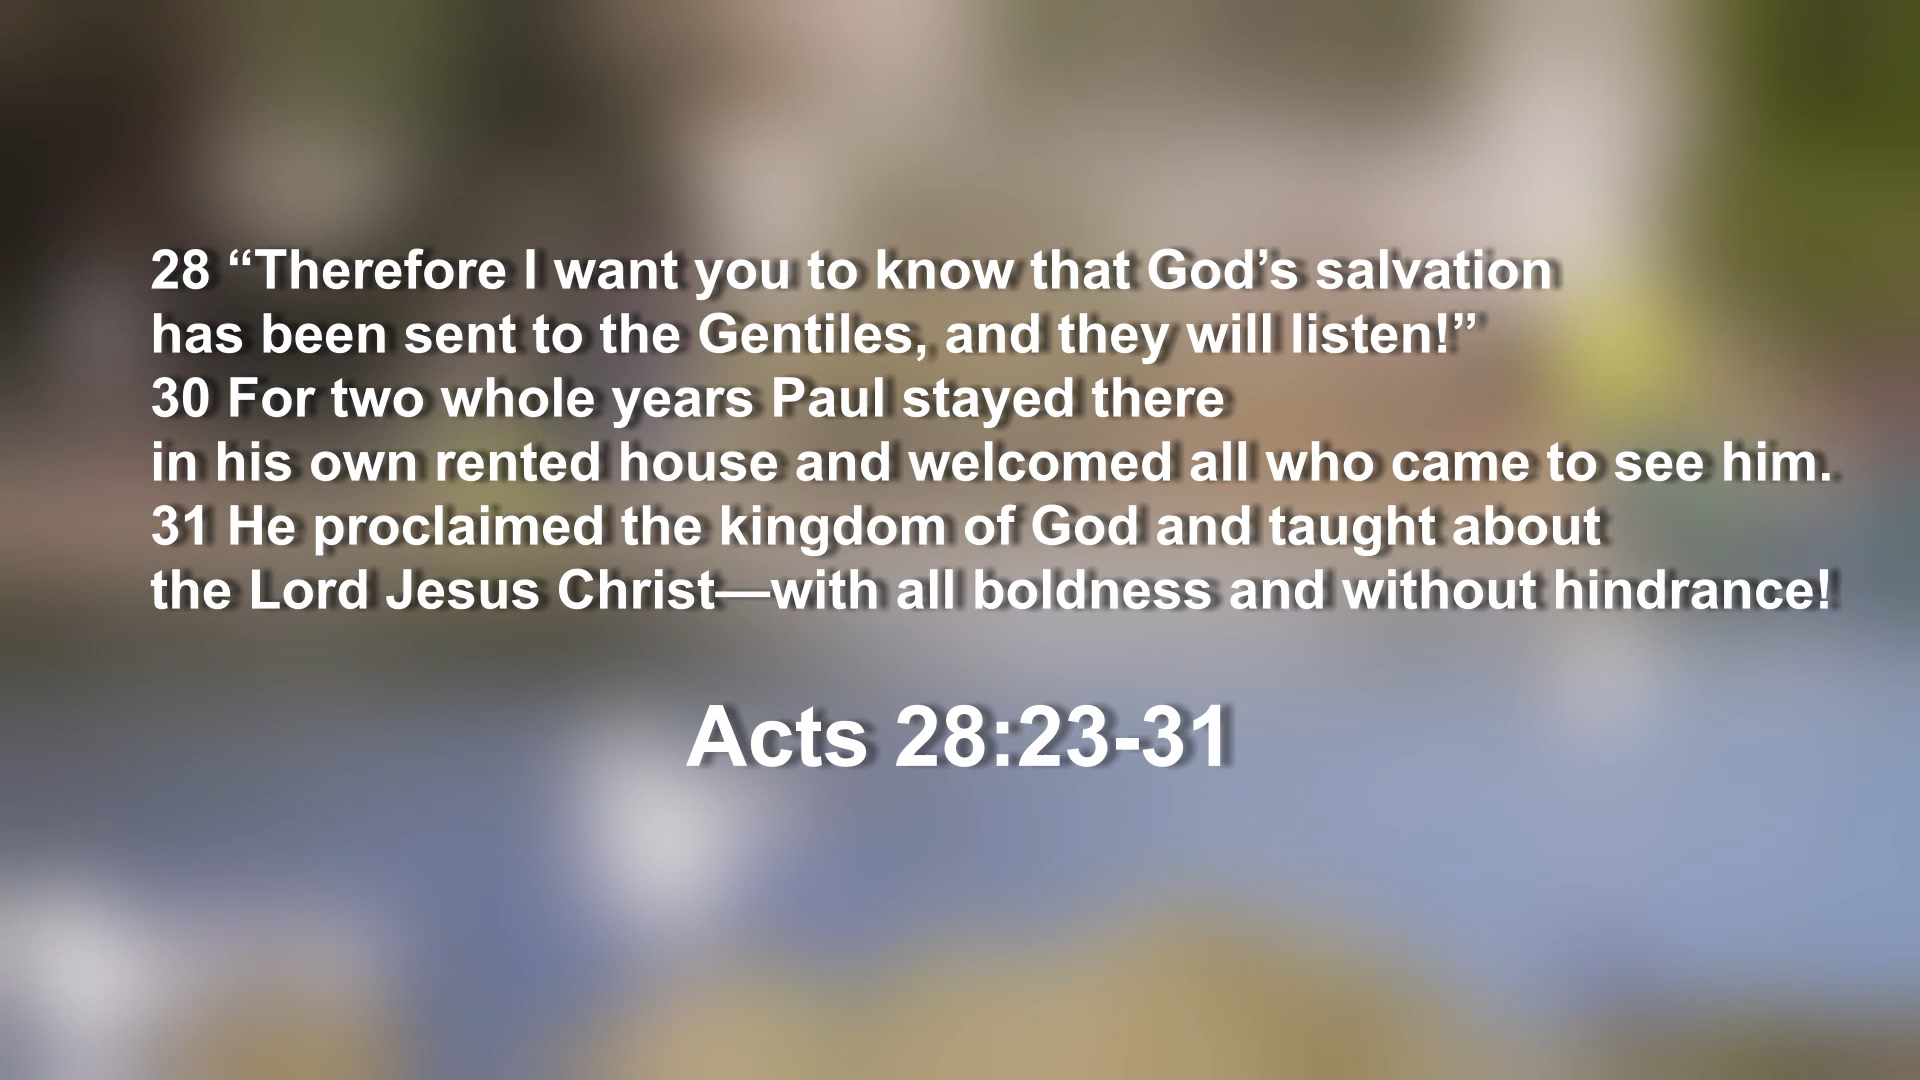 28 “Therefore I want you to know that God’s salvation
has been sent to the Gentiles, and they will listen!”
30 For two whole years Paul stayed there
in his own rented house and welcomed all who came to see him.
31 He proclaimed the kingdom of God and taught about
the Lord Jesus Christ—with all boldness and without hindrance!
Acts 28:23-31